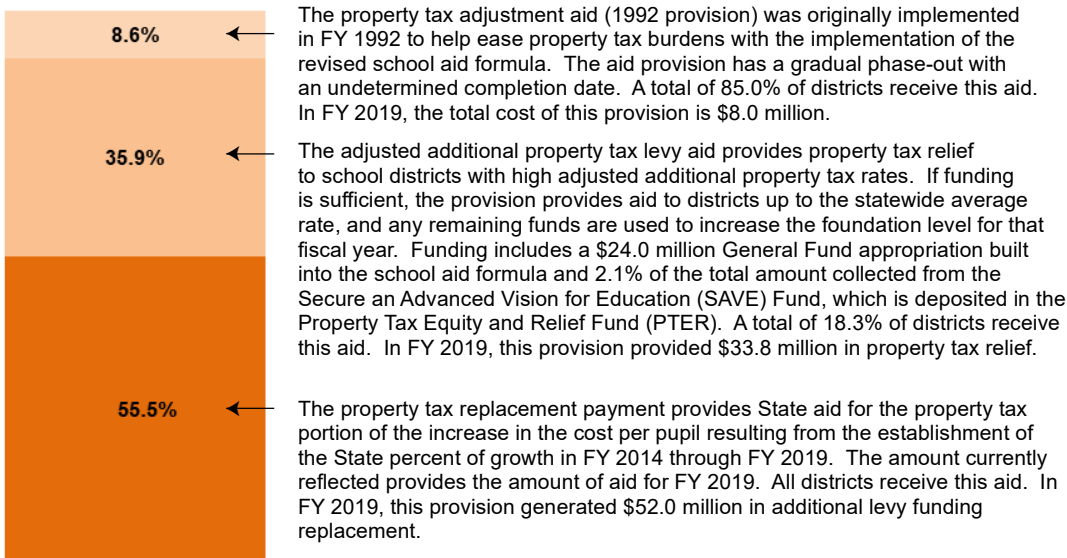 8.6%
The property tax adjustment aid (1992 provision) was originally implemented
in FY 1992 to help ease property tax burdens with the implementation of the
revised school aid formula. The aid provision has a gradual phase-out with
an undetermined completion date. A total of 85.0% of districts receive this aid.
In FY 2019, the total cost of this provision is $8.0 million.
35.9%
The adjusted additional property tax levy aid provides property tax relief
to school districts with high adjusted additional property tax rates. If funding
is sufficient, the provision provides aid to districts up to the statewide average
rate, and any remaining funds are used to increase the foundation level for that
fiscal year. Funding includes a $24.0 million General Fund appropriation built
into the school aid formula and 2.1% of the total amount collected from the
Secure an Advanced Vision for Education (SAVE) Fund, which is deposited in the
Property Tax Equity and Relief Fund (PTER). A total of 18.3% of districts receive
this aid. In FY 2019, this provision provided $33.8 million in property tax relief.
55.5%
The property tax replacement payment provides State aid for the property tax
portion of the increase in the cost per pupil resulting from the establishment of
the State percent of growth in FY 2014 through FY 2019. The amount currently
reflected provides the amount of aid for FY 2019. All districts receive this aid. In
FY 2019, this provision generated $52.0 million in additional levy funding
replacement.